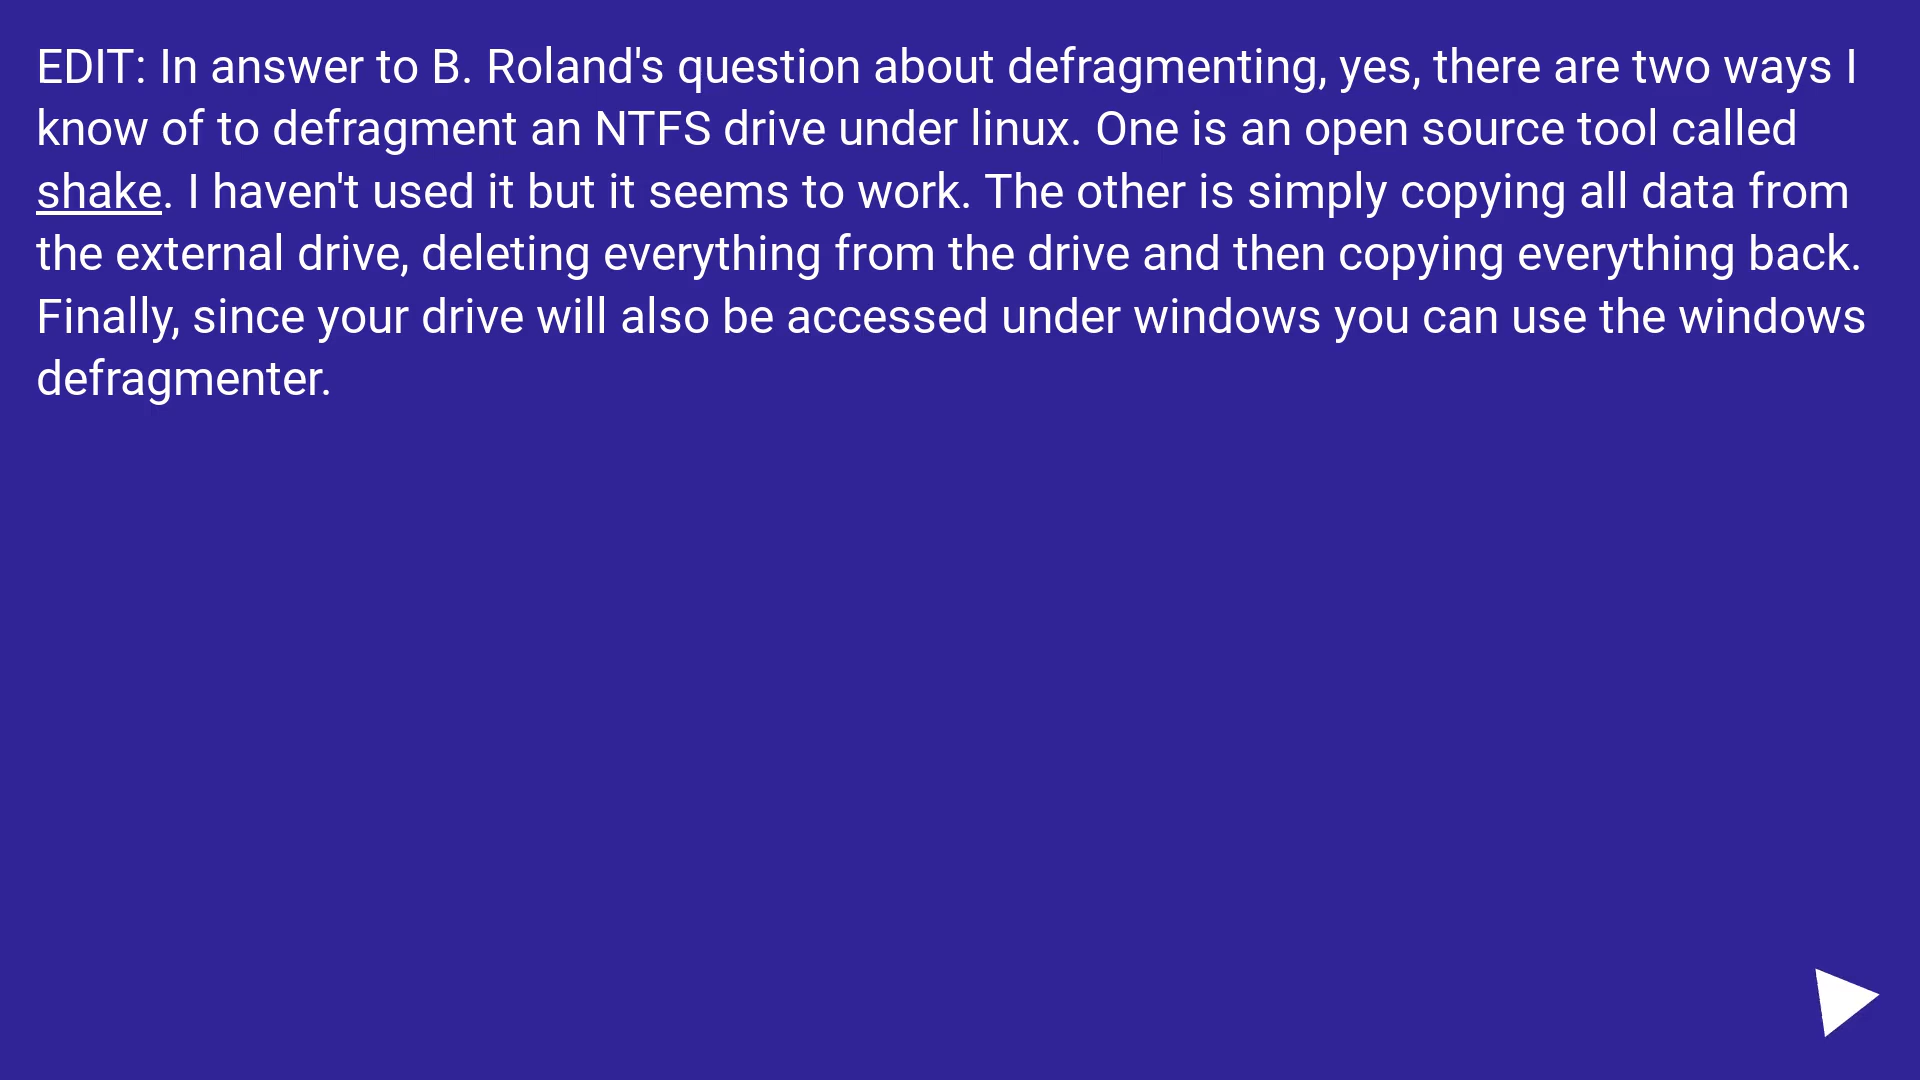 EDIT: In answer to B. Roland's question about defragmenting, yes, there are two ways I
know of to defragment an NTFS drive under linux. One is an open source tool called
shake. I haven't used it but it seems to work. The other is simply copying all data from
the external drive, deleting everything from the drive and then copying everything back.
Finally, since your drive will also be accessed under windows you can use the windows
defragmenter.